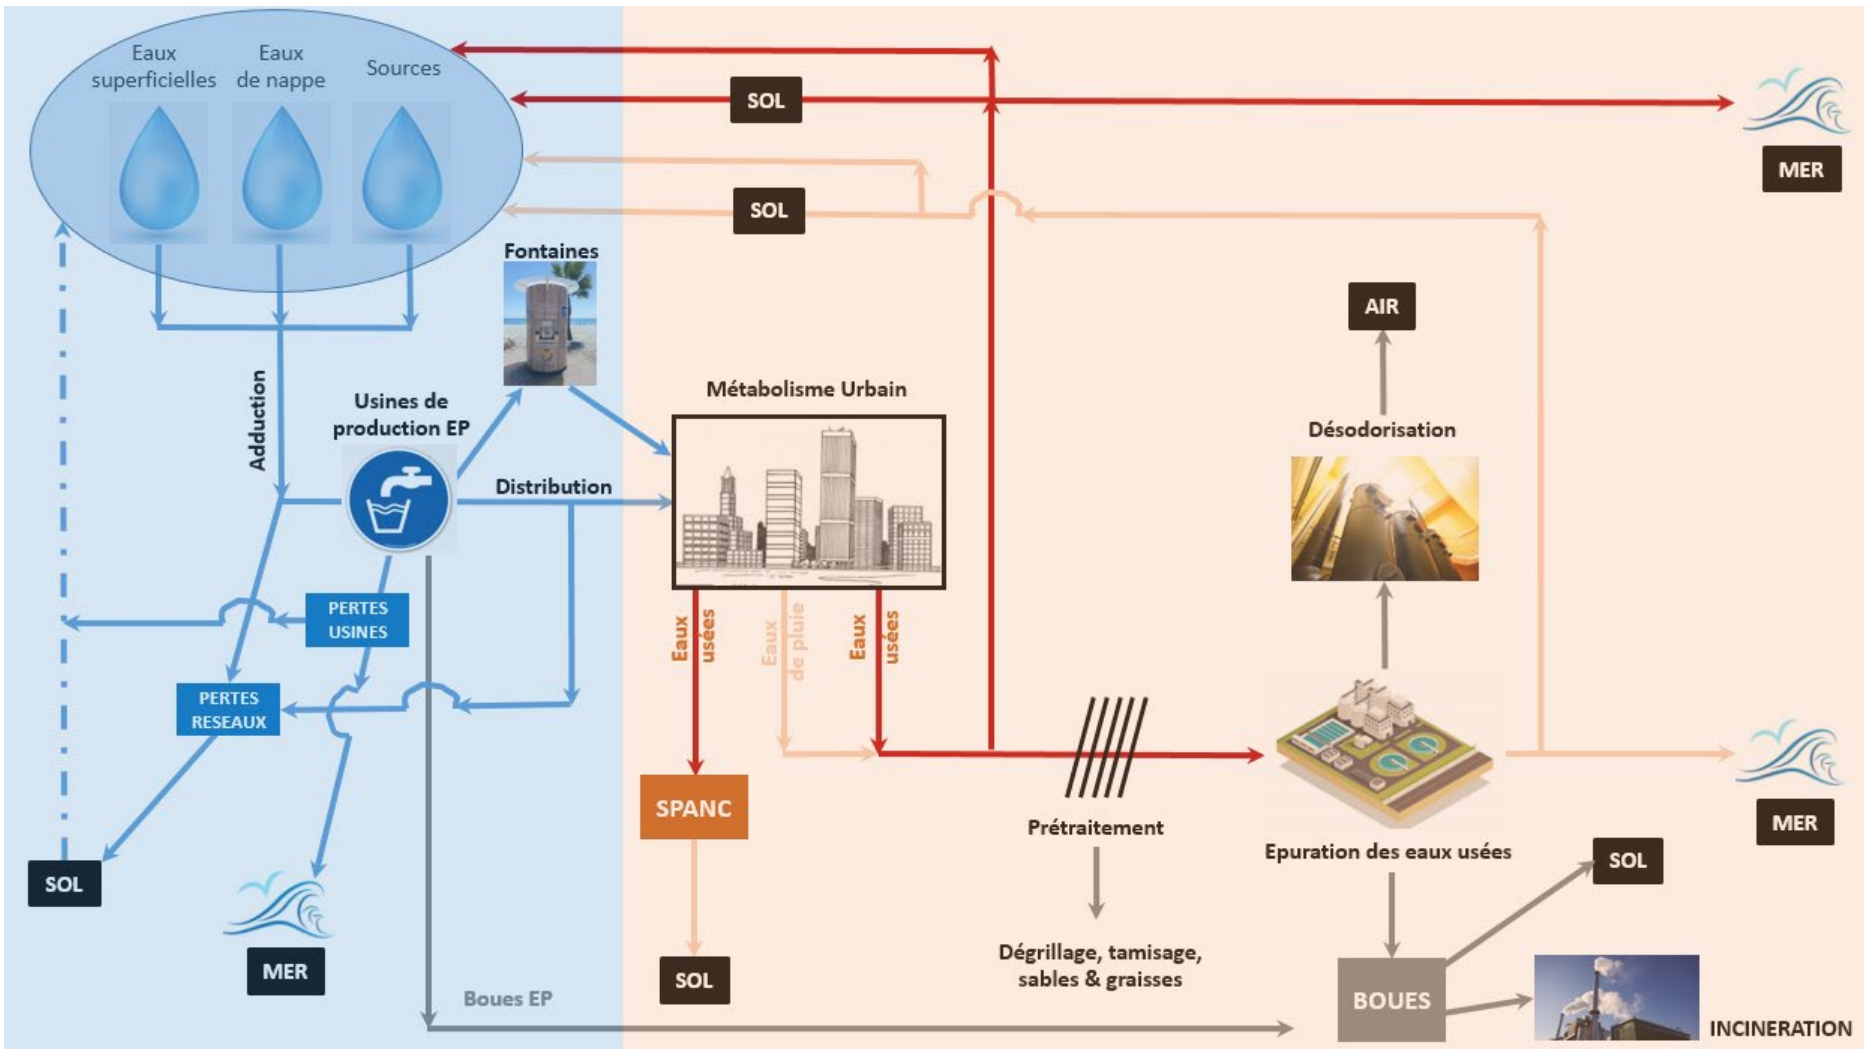 Eaux
superficielles
Eaux
de nappe
Sources
SOL
MER
SOL
Fontaines
AIR
Adduction
Usines de
production EP
Métabolisme Urbain
Désodorisation
Distribution
PERTES
USINES
Eaux
usées
Eaux
de pluie
Eaux
usées
PERTES
RESEAUX
SPANC
Prétraitement
Epuration des eaux usées
MER
SOL
SOL
MER
Dégrillage, tamisage,
sables & graisses
SOL
Boues EP
BOUES
INCINERATION